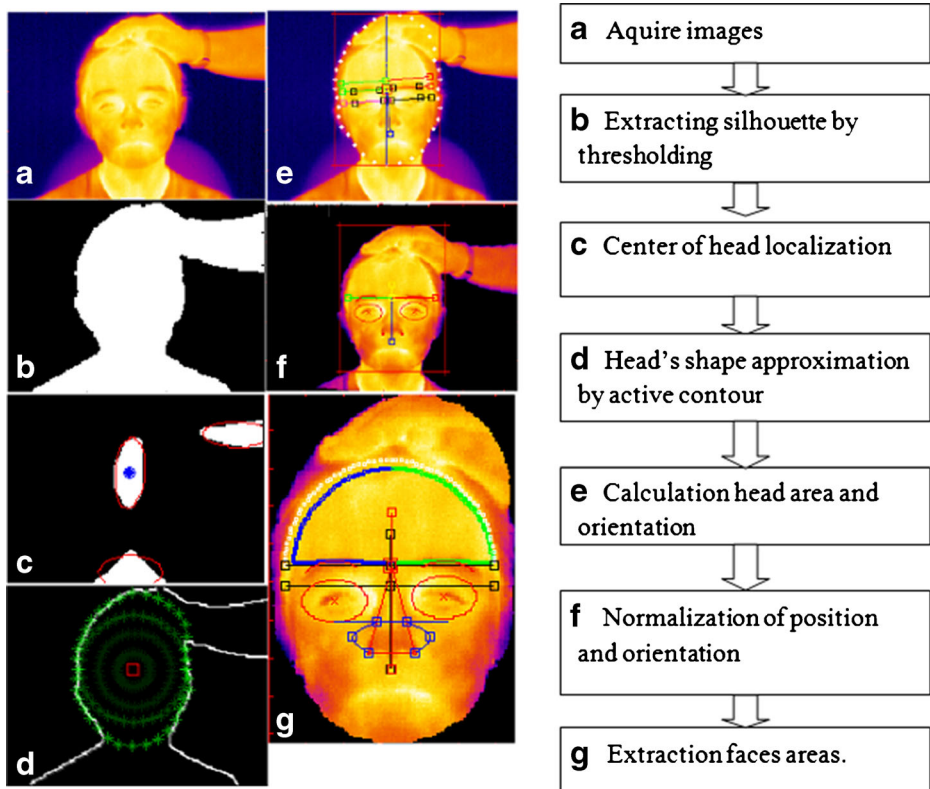 a
b
c
d
e
f
g
a Aquire images
b Extracting silhouette by
thresholding
c Center of head localization
d Head's shape approximation
by active contour
e Calculation head area and
orientation
f Normalization of position
and orientation
g Extraction faces areas.